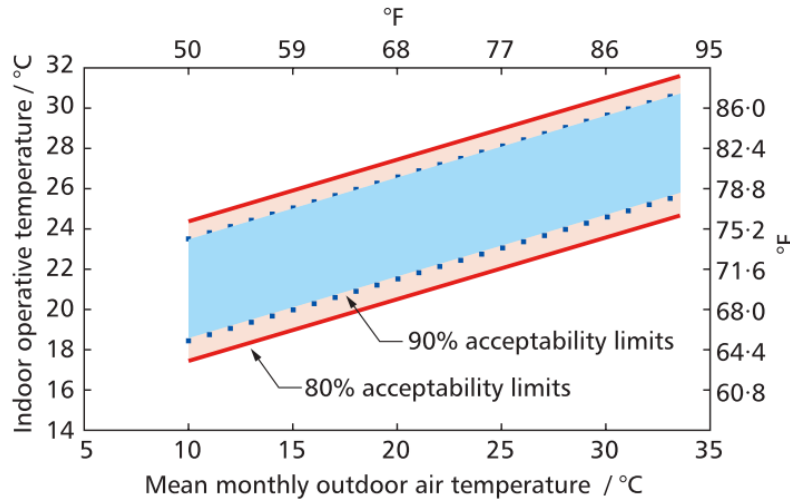 °F
50 59 68 77 86 95
32
30
28
26
24
22
20
18
16
14
Indoor operative temperature / °C
86·0
82·4
78·8
75·2
71·6
68·0
64·4
60·8
°F
90% acceptability limits
80% acceptability limits
5 10 15 20 25 30 35
Mean monthly outdoor air temperature / °C